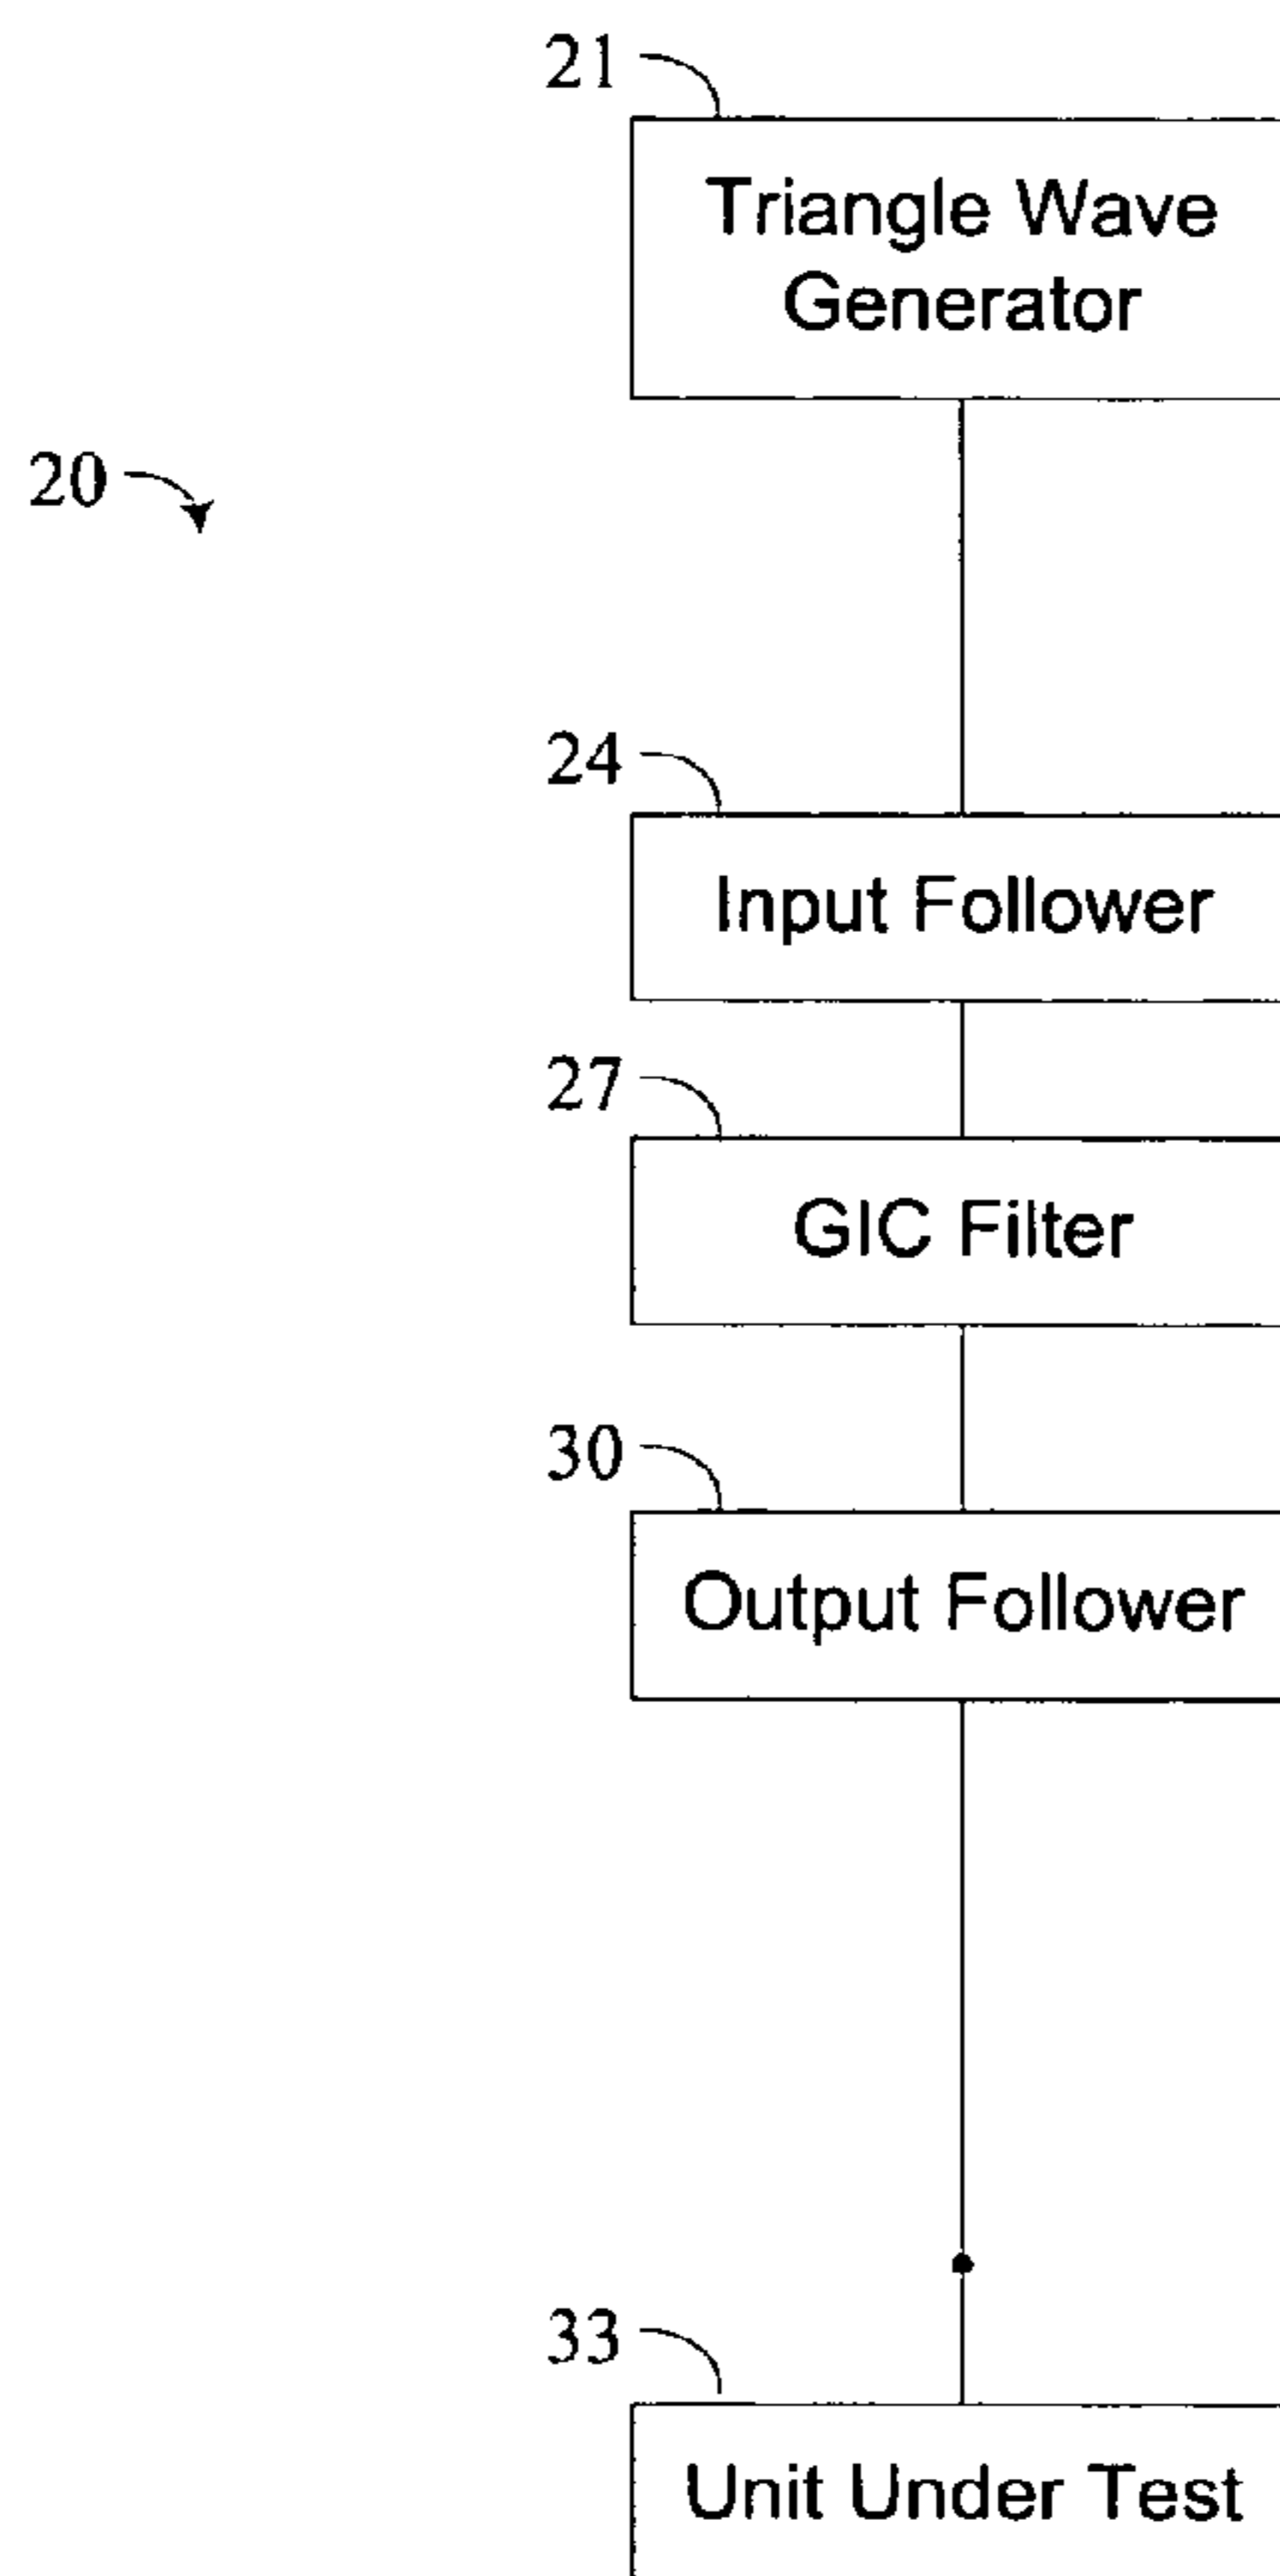 21
Triangle Wave
Generator
20
24
Input Follower
27
GIC Filter
30
Output Follower
33
Unit Under Test